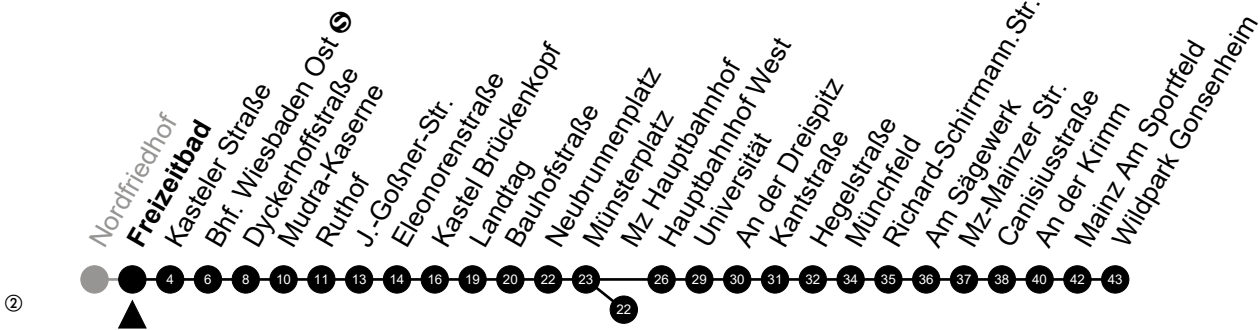 Nordfriedhof
Freizeitbad
Kasteler Straße
Bhf. Wiesbaden Ost S
Dyckerhoffstraße
Mudra-Kaserne
Ruthof
J.-Goßner-Str.
Eleonorenstraße
Kastel Brückenkopf
Landtag
Bauhofstraße
Neubrunnenplatz
Münsterplatz
Mz Hauptbahnhof
Hauptbahnhof West
Universität
An der Dreispitz
Kantstraße
Hegelstraße
Münchfeld
Richard-Schirrmann.Str.
Am Sägewerk
Mz-Mainzer Str.
Canisiusstraße
An der Krimm
Mainz Am Sportfeld
Wildpark Gonsenheim
4 6 8 10 11 13 14 16 19 20 22 23 26 29 30 31 32 34 35 36 37 38 40 42 43
② 22